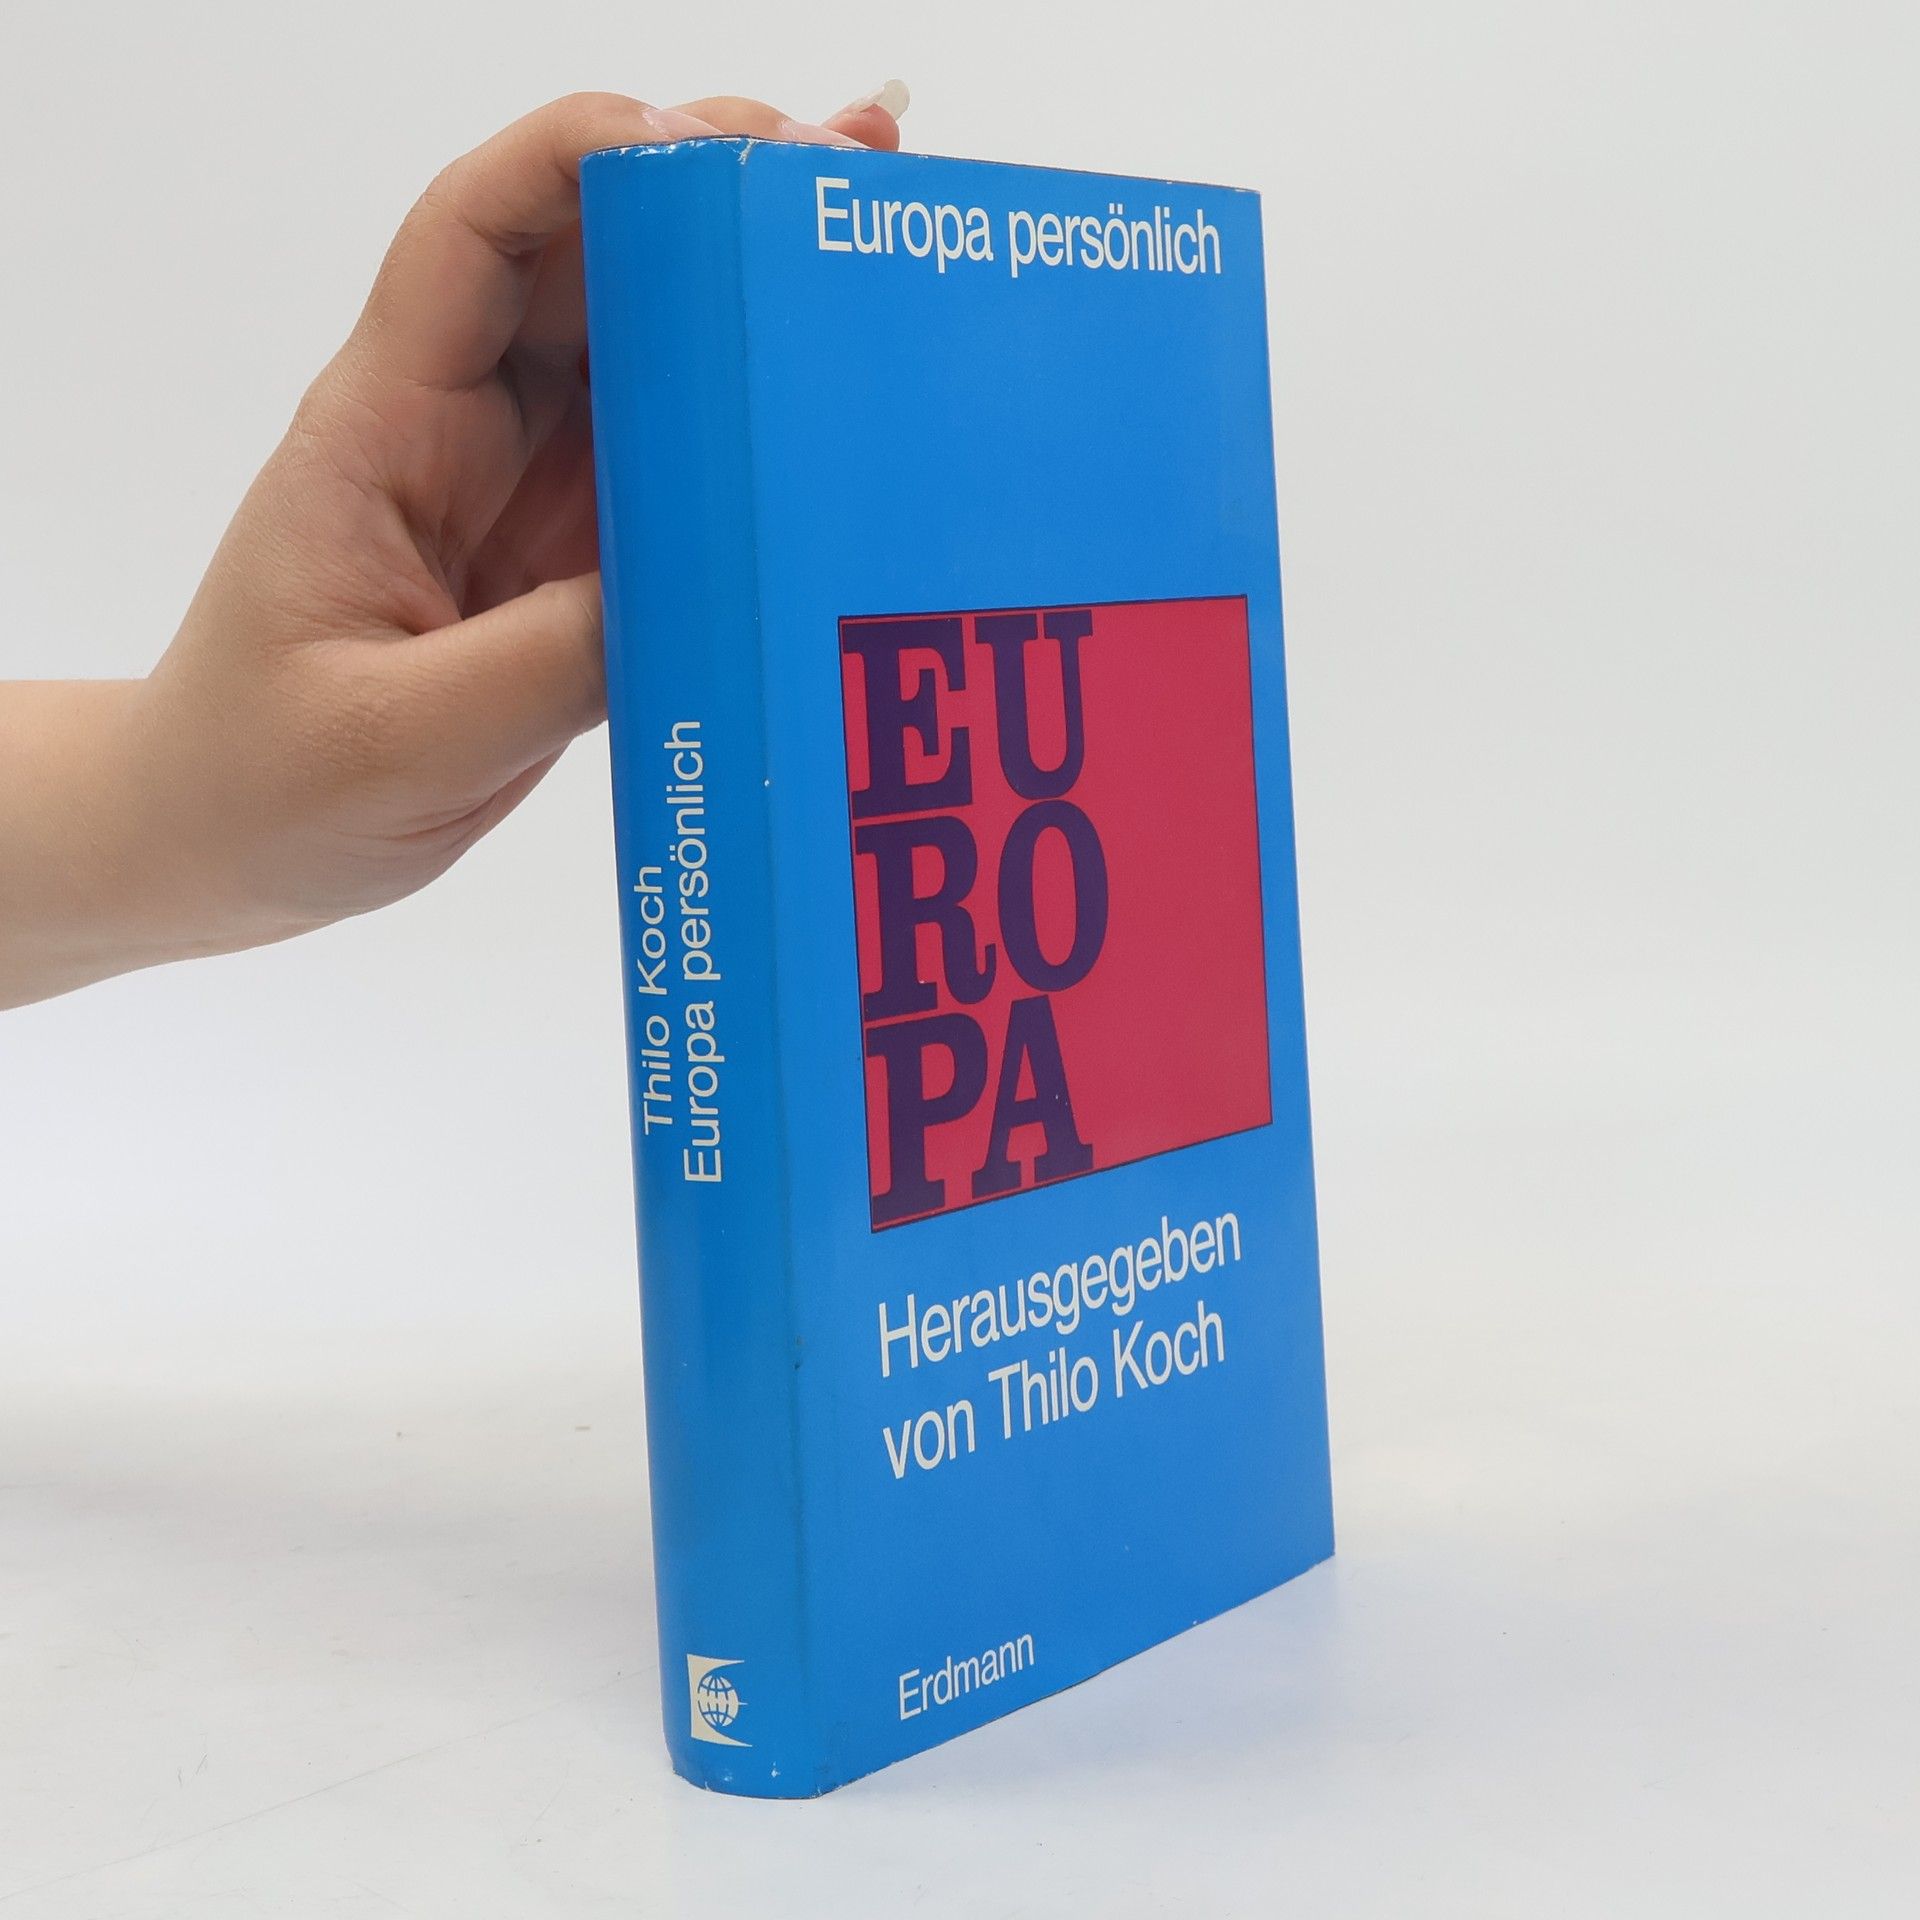 Europa persönlich
EU
RO
PA
Herausgegeben
von Thilo Koch
Erdmann
Thilo Koch
Europa persönlich